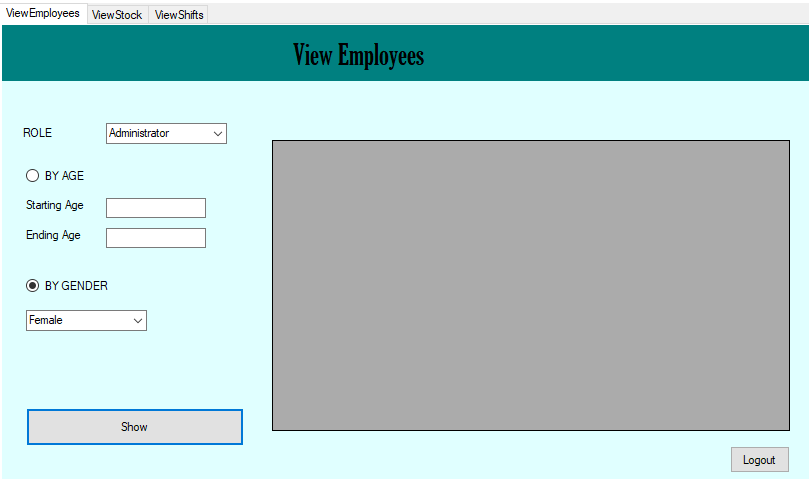 ViewEmployees ViewStock ViewShifts
View Employees
ROLE Administrator
BY AGE
Starting Age
Ending Age
BY GENDER
Female
Show
Logout